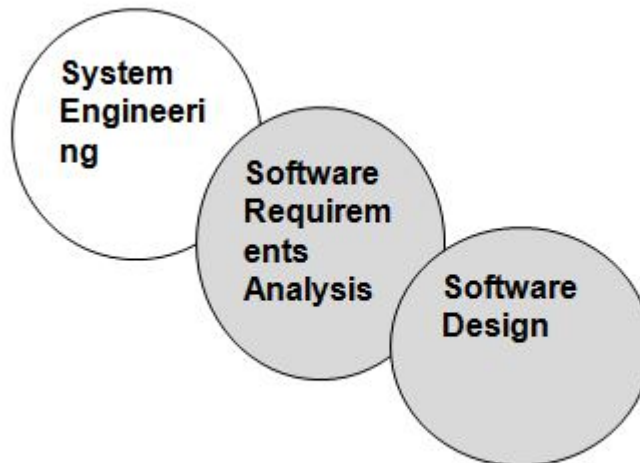 System
Engineeri
ng
Software
Requirem
ents
Analysis
Software
Design